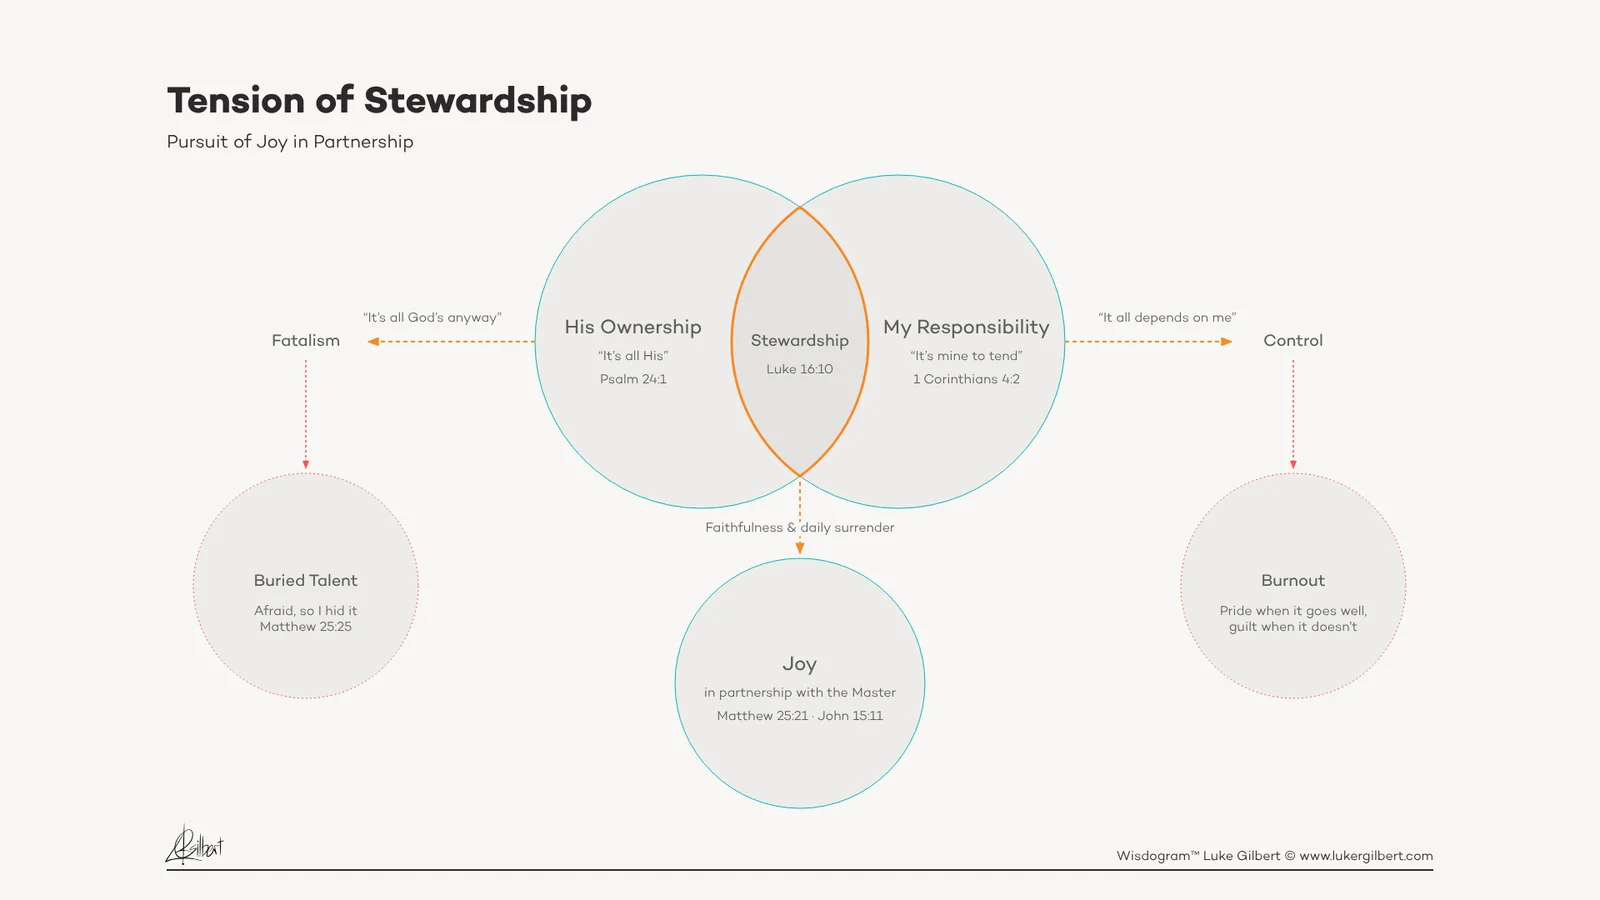 Tension of Stewardship
Pursuit of Joy in Partnership
“It’s all God’s anyway”
Fatalism
His Ownership
“It’s all His”
Psalm 24:1
Stewardship
Luke 16:10
My Responsibility
“It’s mine to tend”
1 Corinthians 4:2
“It all depends on me”
Control
Faithfulness & daily surrender
Buried Talent
Afraid, so I hid it
Matthew 25:25
Joy
in partnership with the Master
Matthew 25:21 · John 15:11
Burnout
Pride when it goes well,
guilt when it doesn’t
LRGilbert
Wisdogram™ Luke Gilbert © www.lukergilbert.com